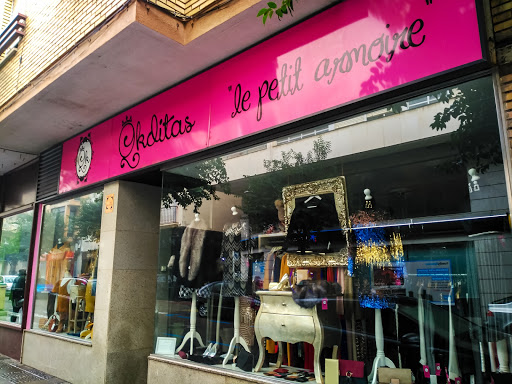 Okditas "le petit armoire"